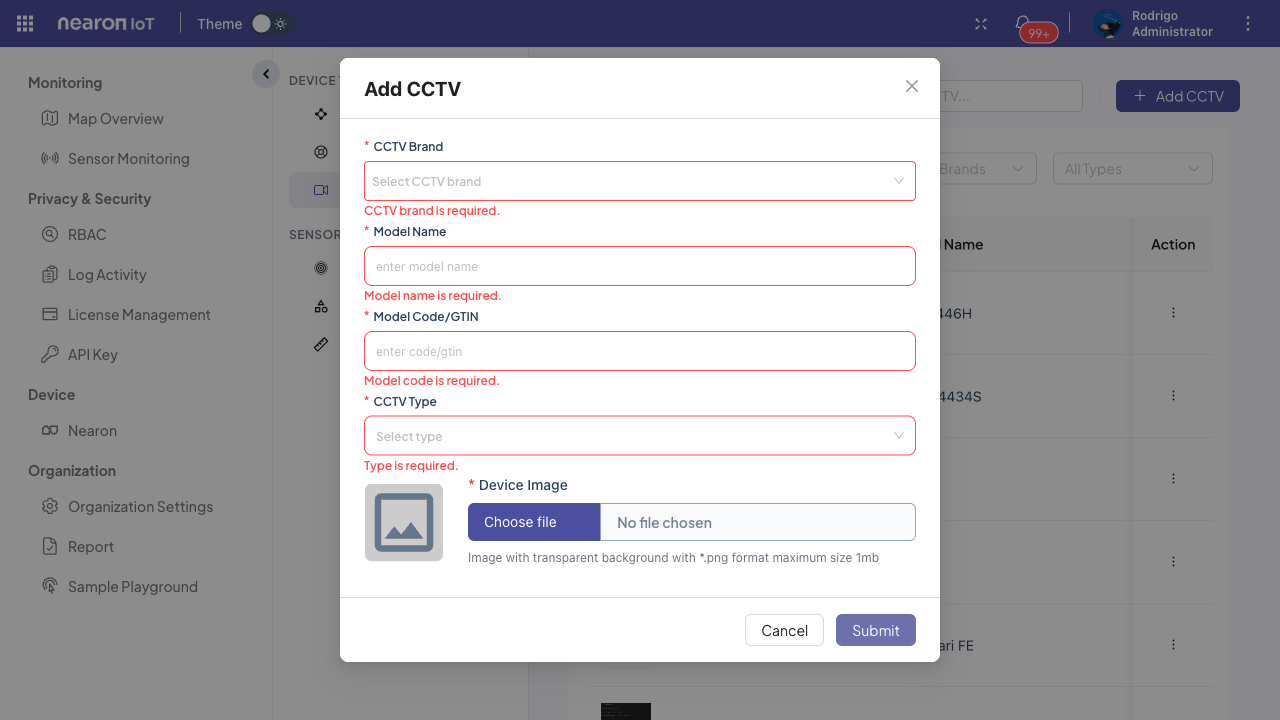 nearon IoT
Theme
99+
Rodrigo
Administrator
Monitoring
Map Overview
Sensor Monitoring
Privacy & Security
RBAC
Log Activity
License Management
API Key
Device
Nearon
Organization
Organization Settings
Report
Sample Playground
DEVICE
SENSOR
TV...
+ Add CCTV
Brands
All Types
Name
Action
446H
4434S
ari FE
Add CCTV
* CCTV Brand
Select CCTV brand
CCTV brand is required.
* Model Name
enter model name
Model name is required.
* Model Code/GTIN
enter code/gtin
Model code is required.
* CCTV Type
Select type
Type is required.
* Device Image
Choose file
No file chosen
Image with transparent background with *.png format maximum size 1mb
Cancel
Submit